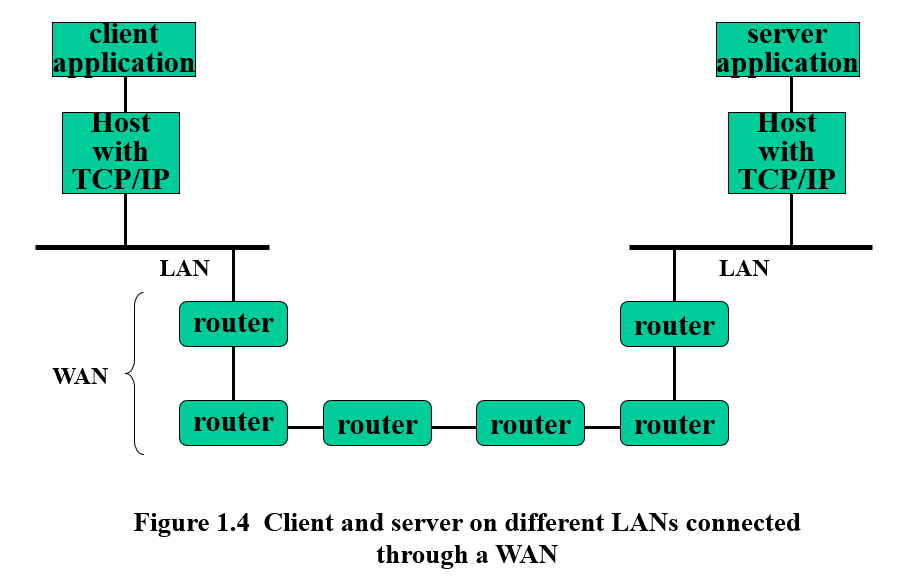 client
application
server
application
Host
with
TCP/IP
Host
with
TCP/IP
LAN
LAN
router
router
WAN
router
router
router
router
Figure 1.4 Client and server on different LANs connected
through a WAN